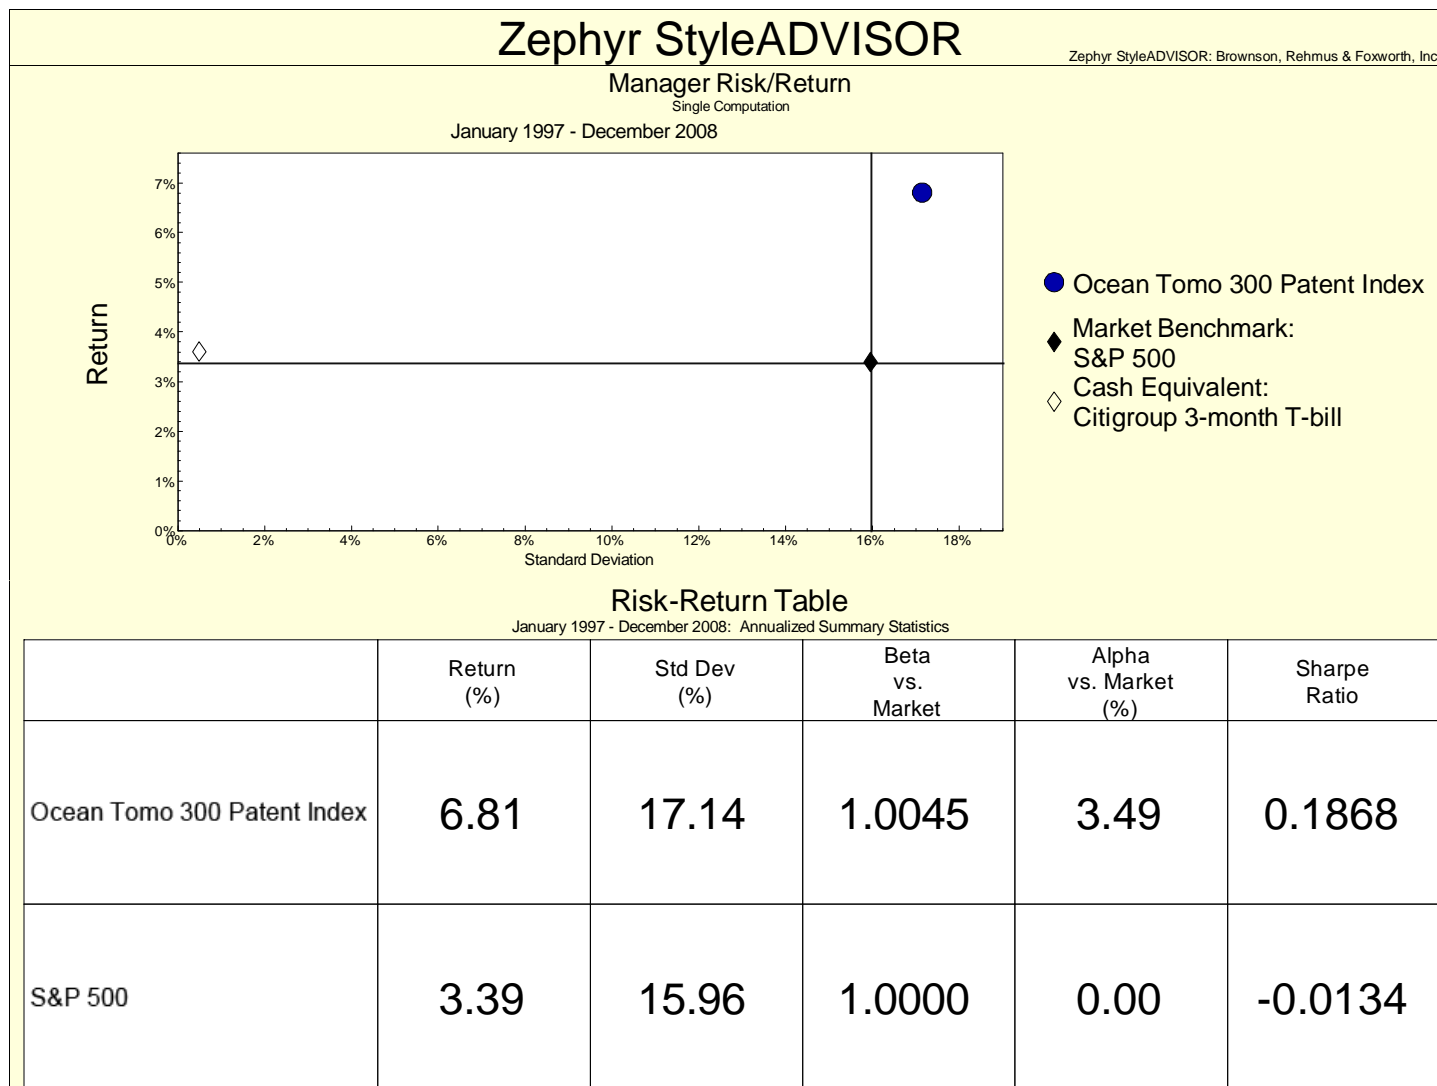 Zephyr StyleADVISOR
Zephyr StyleADVISOR: Brownson, Rehmus & Foxworth, Inc
Manager Risk/Return
Single Computation
January 1997 - December 2008
Return
7%
6%
5%
4%
3%
2%
1%
0%
0%
2%
4%
6%
8%
10%
12%
14%
16%
18%
Standard Deviation
Ocean Tomo 300 Patent Index
Market Benchmark:
S&P 500
Cash Equivalent:
Citigroup 3-month T-bill
Risk-Return Table
January 1997 - December 2008: Annualized Summary Statistics
Return
(%)
Std Dev
(%)
Beta
vs.
Market
Alpha
vs. Market
(%)
Sharpe
Ratio
Ocean Tomo 300 Patent Index
6.81
17.14
1.0045
3.49
0.1868
S&P 500
3.39
15.96
1.0000
0.00
-0.0134